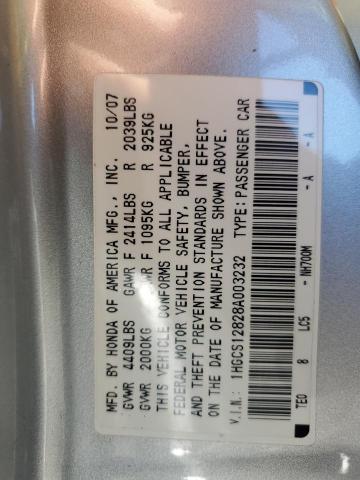 MFD. BY HONDA OF AMERICA MFG., INC. 10/07
GVWR 4409LBS GAWR F 2414LBS R 2039LBS
GVWR 2000KG GAWR F 1095KG R 925KG
THIS VEHICLE CONFORMS TO ALL APPLICABLE
FEDERAL MOTOR VEHICLE SAFETY, BUMPER,
AND THEFT PREVENTION STANDARDS IN EFFECT
ON THE DATE OF MANUFACTURE SHOWN ABOVE.
V.I.N.: 1HGCS12828A003232 TYPE: PASSENGER CAR
TE0 8 LC5 - NH700M - A - A